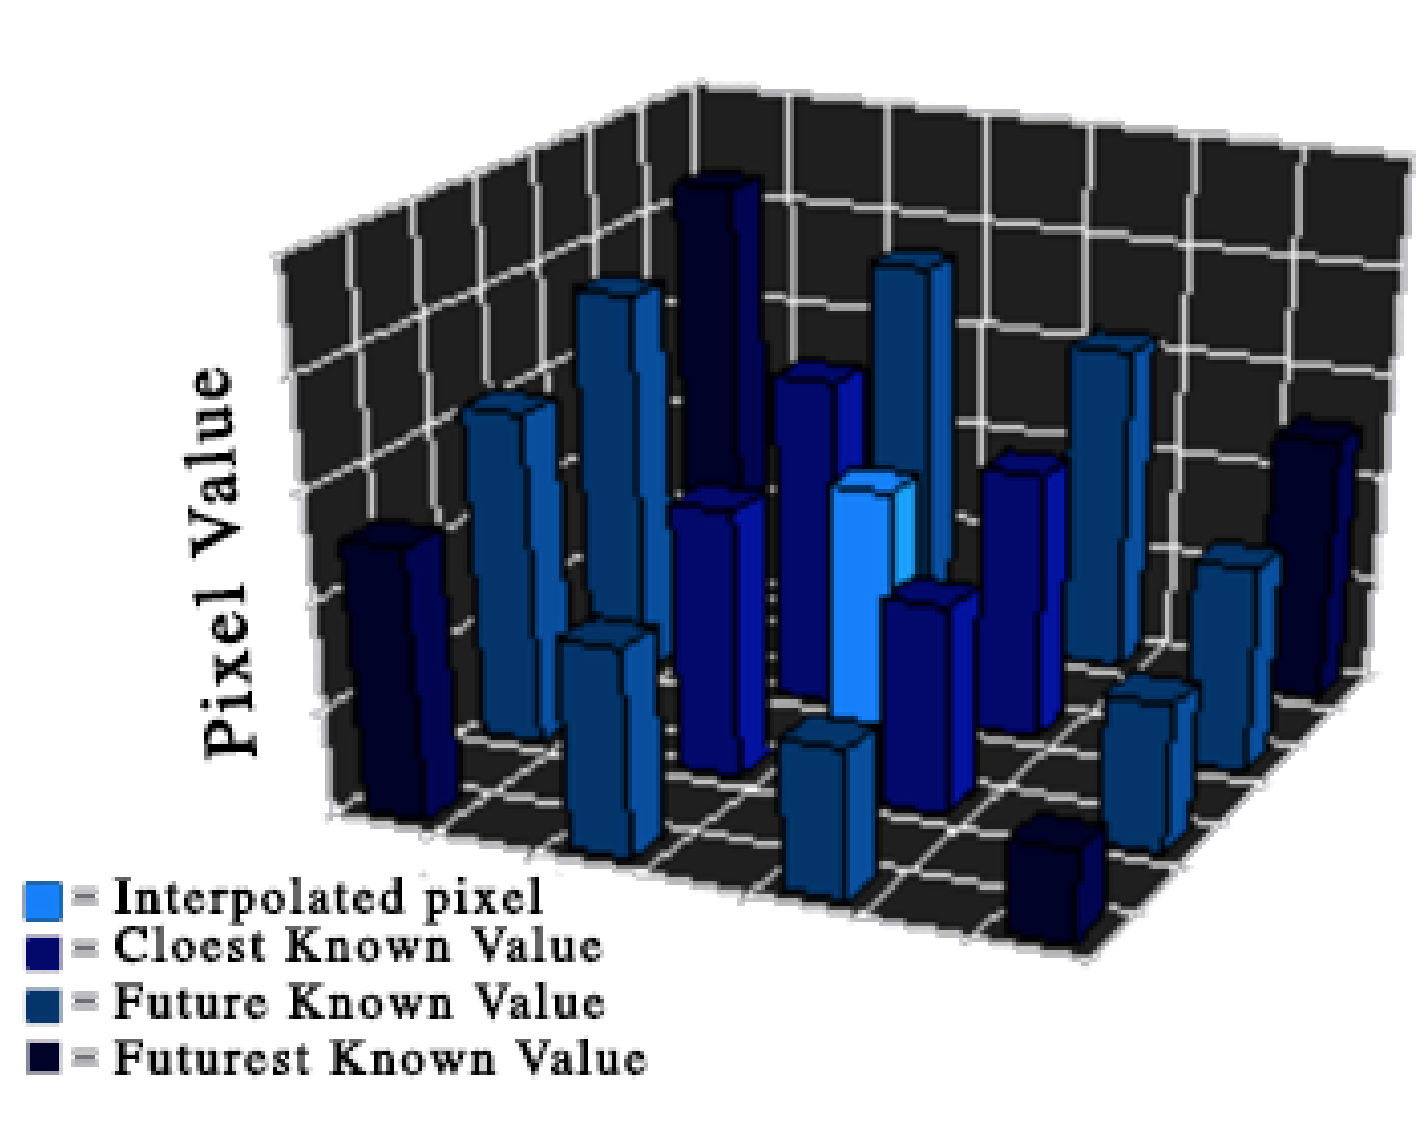 Pixel Value
= Interpolated pixel
= Cloest Known Value
= Future Known Value
= Futurest Known Value